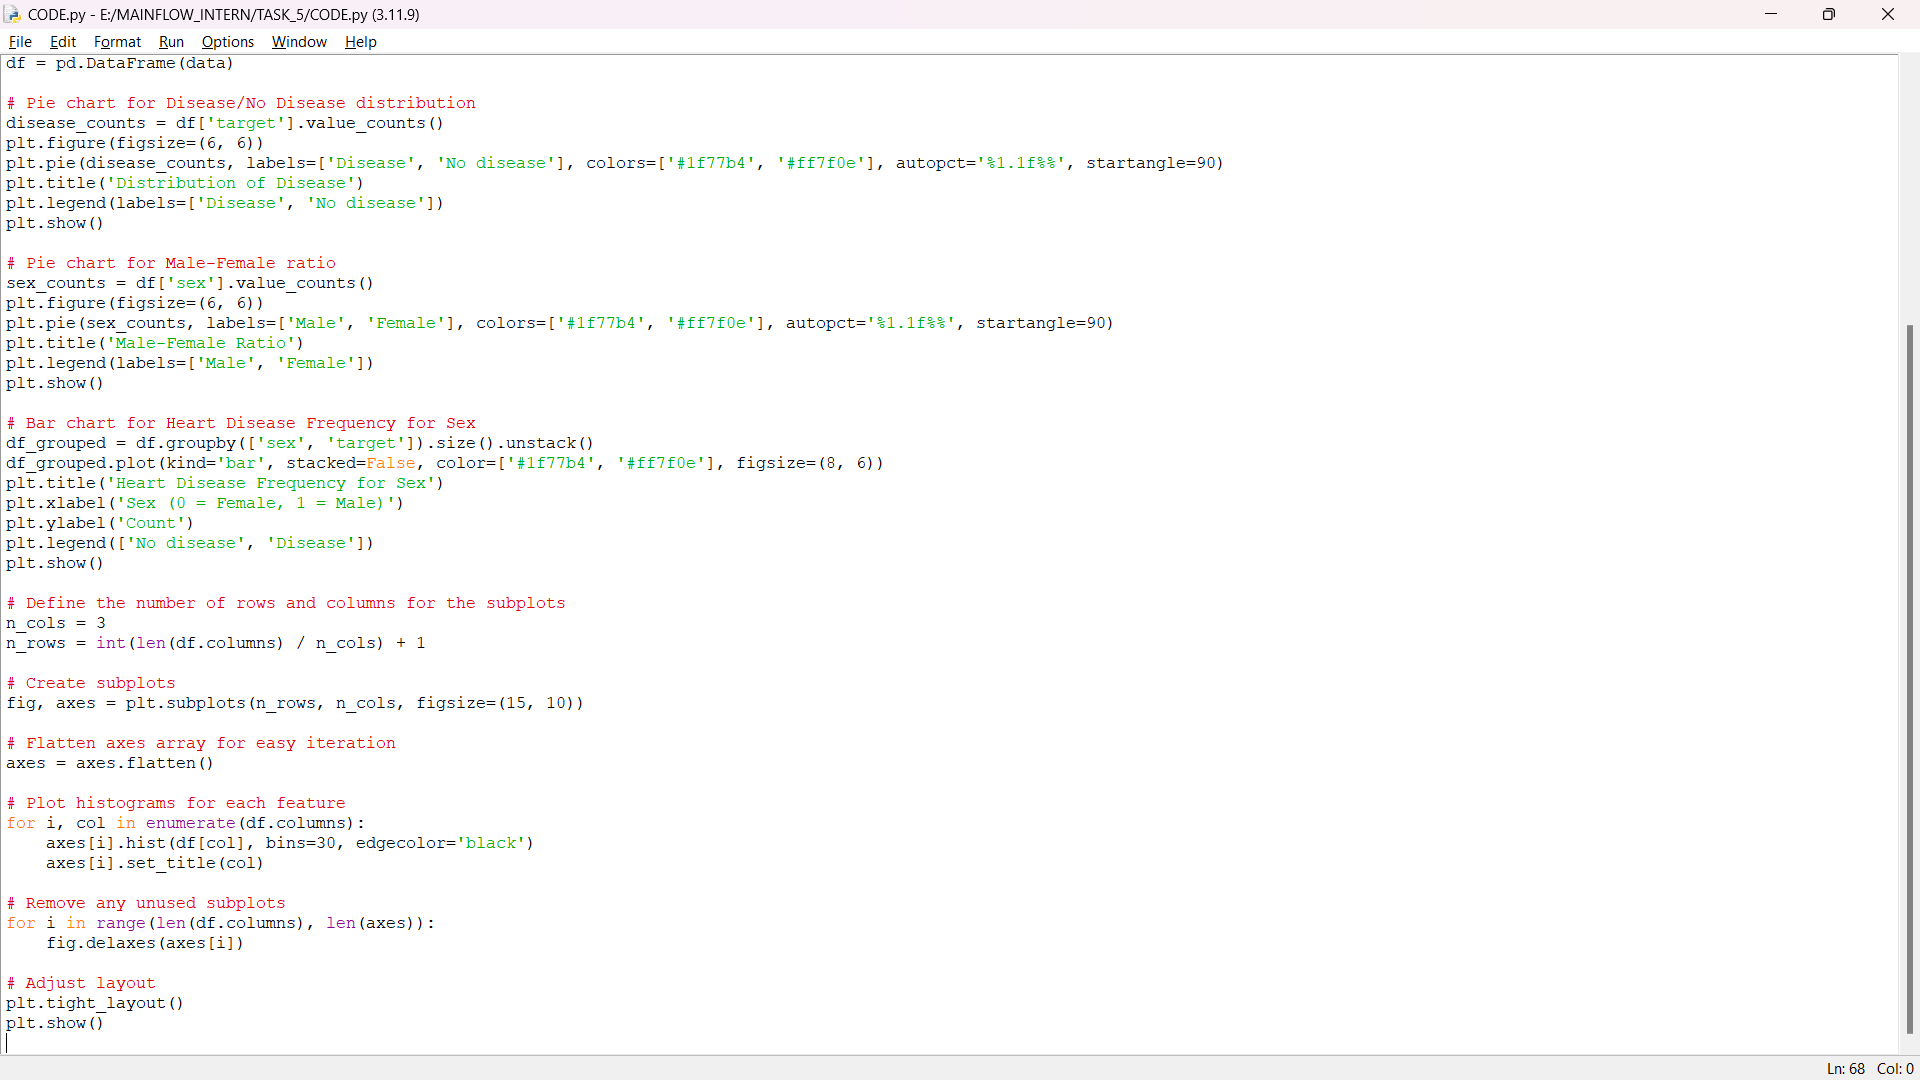 CODE.py - E:/MAINFLOW_INTERN/TASK_5/CODE.py (3.11.9)
File Edit Format Run Options Window Help
df = pd.DataFrame(data)

# Pie chart for Disease/No Disease distribution
disease_counts = df['target'].value_counts()
plt.figure(figsize=(6, 6))
plt.pie(disease_counts, labels=['Disease', 'No disease'], colors=['#1f77b4', '#ff7f0e'], autopct='%1.1f%%', startangle=90)
plt.title('Distribution of Disease')
plt.legend(labels=['Disease', 'No disease'])
plt.show()

# Pie chart for Male-Female ratio
sex_counts = df['sex'].value_counts()
plt.figure(figsize=(6, 6))
plt.pie(sex_counts, labels=['Male', 'Female'], colors=['#1f77b4', '#ff7f0e'], autopct='%1.1f%%', startangle=90)
plt.title('Male-Female Ratio')
plt.legend(labels=['Male', 'Female'])
plt.show()

# Bar chart for Heart Disease Frequency for Sex
df_grouped = df.groupby(['sex', 'target']).size().unstack()
df_grouped.plot(kind='bar', stacked=False, color=['#1f77b4', '#ff7f0e'], figsize=(8, 6))
plt.title('Heart Disease Frequency for Sex')
plt.xlabel('Sex (0 = Female, 1 = Male)')
plt.ylabel('Count')
plt.legend(['No disease', 'Disease'])
plt.show()

# Define the number of rows and columns for the subplots
n_cols = 3
n_rows = int(len(df.columns) / n_cols) + 1

# Create subplots
fig, axes = plt.subplots(n_rows, n_cols, figsize=(15, 10))

# Flatten axes array for easy iteration
axes = axes.flatten()

# Plot histograms for each feature
for i, col in enumerate(df.columns):
    axes[i].hist(df[col], bins=30, edgecolor='black')
    axes[i].set_title(col)

# Remove any unused subplots
for i in range(len(df.columns), len(axes)):
    fig.delaxes(axes[i])

# Adjust layout
plt.tight_layout()
plt.show()
Ln: 68 Col: 0